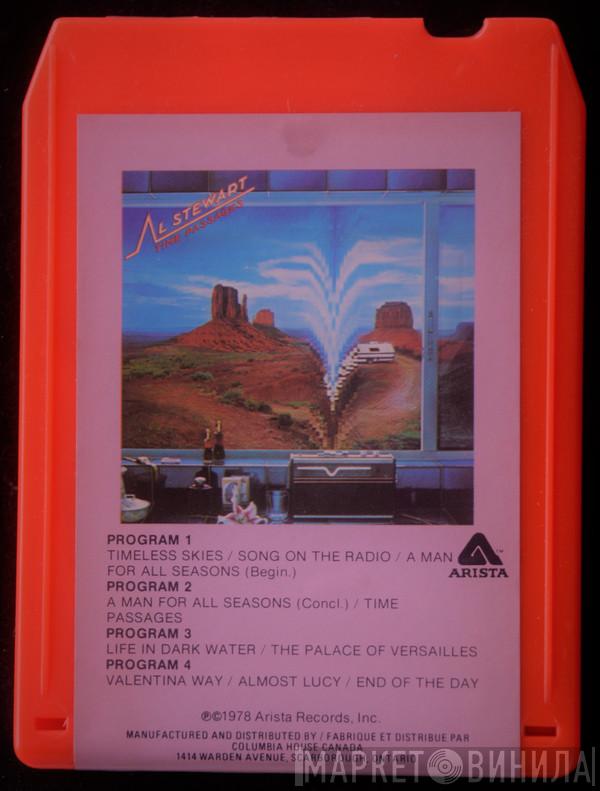 AL STEWART
TIME PASSAGES
PROGRAM 1
TIMELESS SKIES / SONG ON THE RADIO / A MAN
FOR ALL SEASONS (Begin.)
PROGRAM 2
A MAN FOR ALL SEASONS (Concl.) / TIME
PASSAGES
PROGRAM 3
LIFE IN DARK WATER / THE PALACE OF VERSAILLES
PROGRAM 4
VALENTINA WAY / ALMOST LUCY / END OF THE DAY
ARISTA™
℗©1978 Arista Records, Inc.
MANUFACTURED AND DISTRIBUTED BY / FABRIQUE ET DISTRIBUE PAR
COLUMBIA HOUSE CANADA
1414 WARDEN AVENUE, SCARBOROUGH, ONTARIO
МАРКЕТ ВИНИЛА